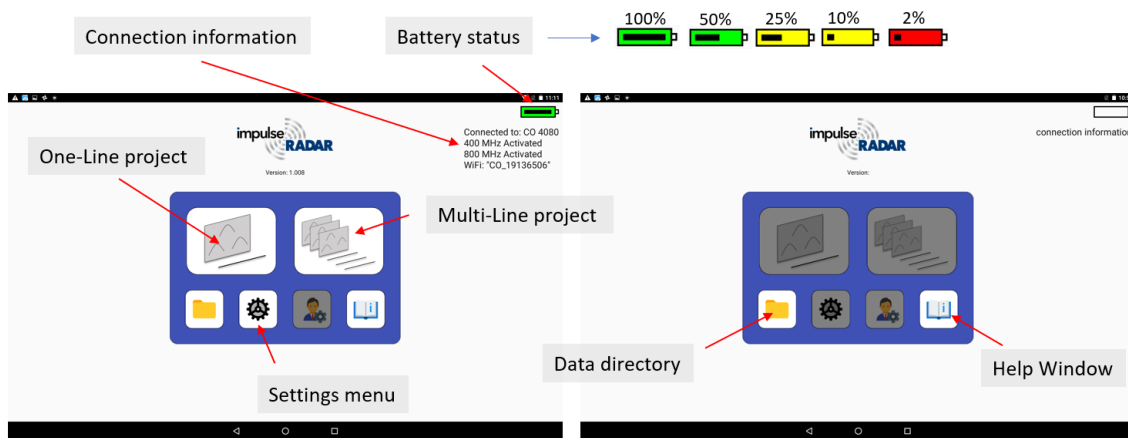 100% 50% 25% 10% 2%
Connection information
Battery status
11:11
Connected to: CO 4080
400 MHz Activated
800 MHz Activated
WiFi: "CO_19136506"
impulse
RADAR
Version: 1.008
One-Line project
Multi-Line project
Settings menu
connection information
impulse
RADAR
Version:
Data directory
Help Window